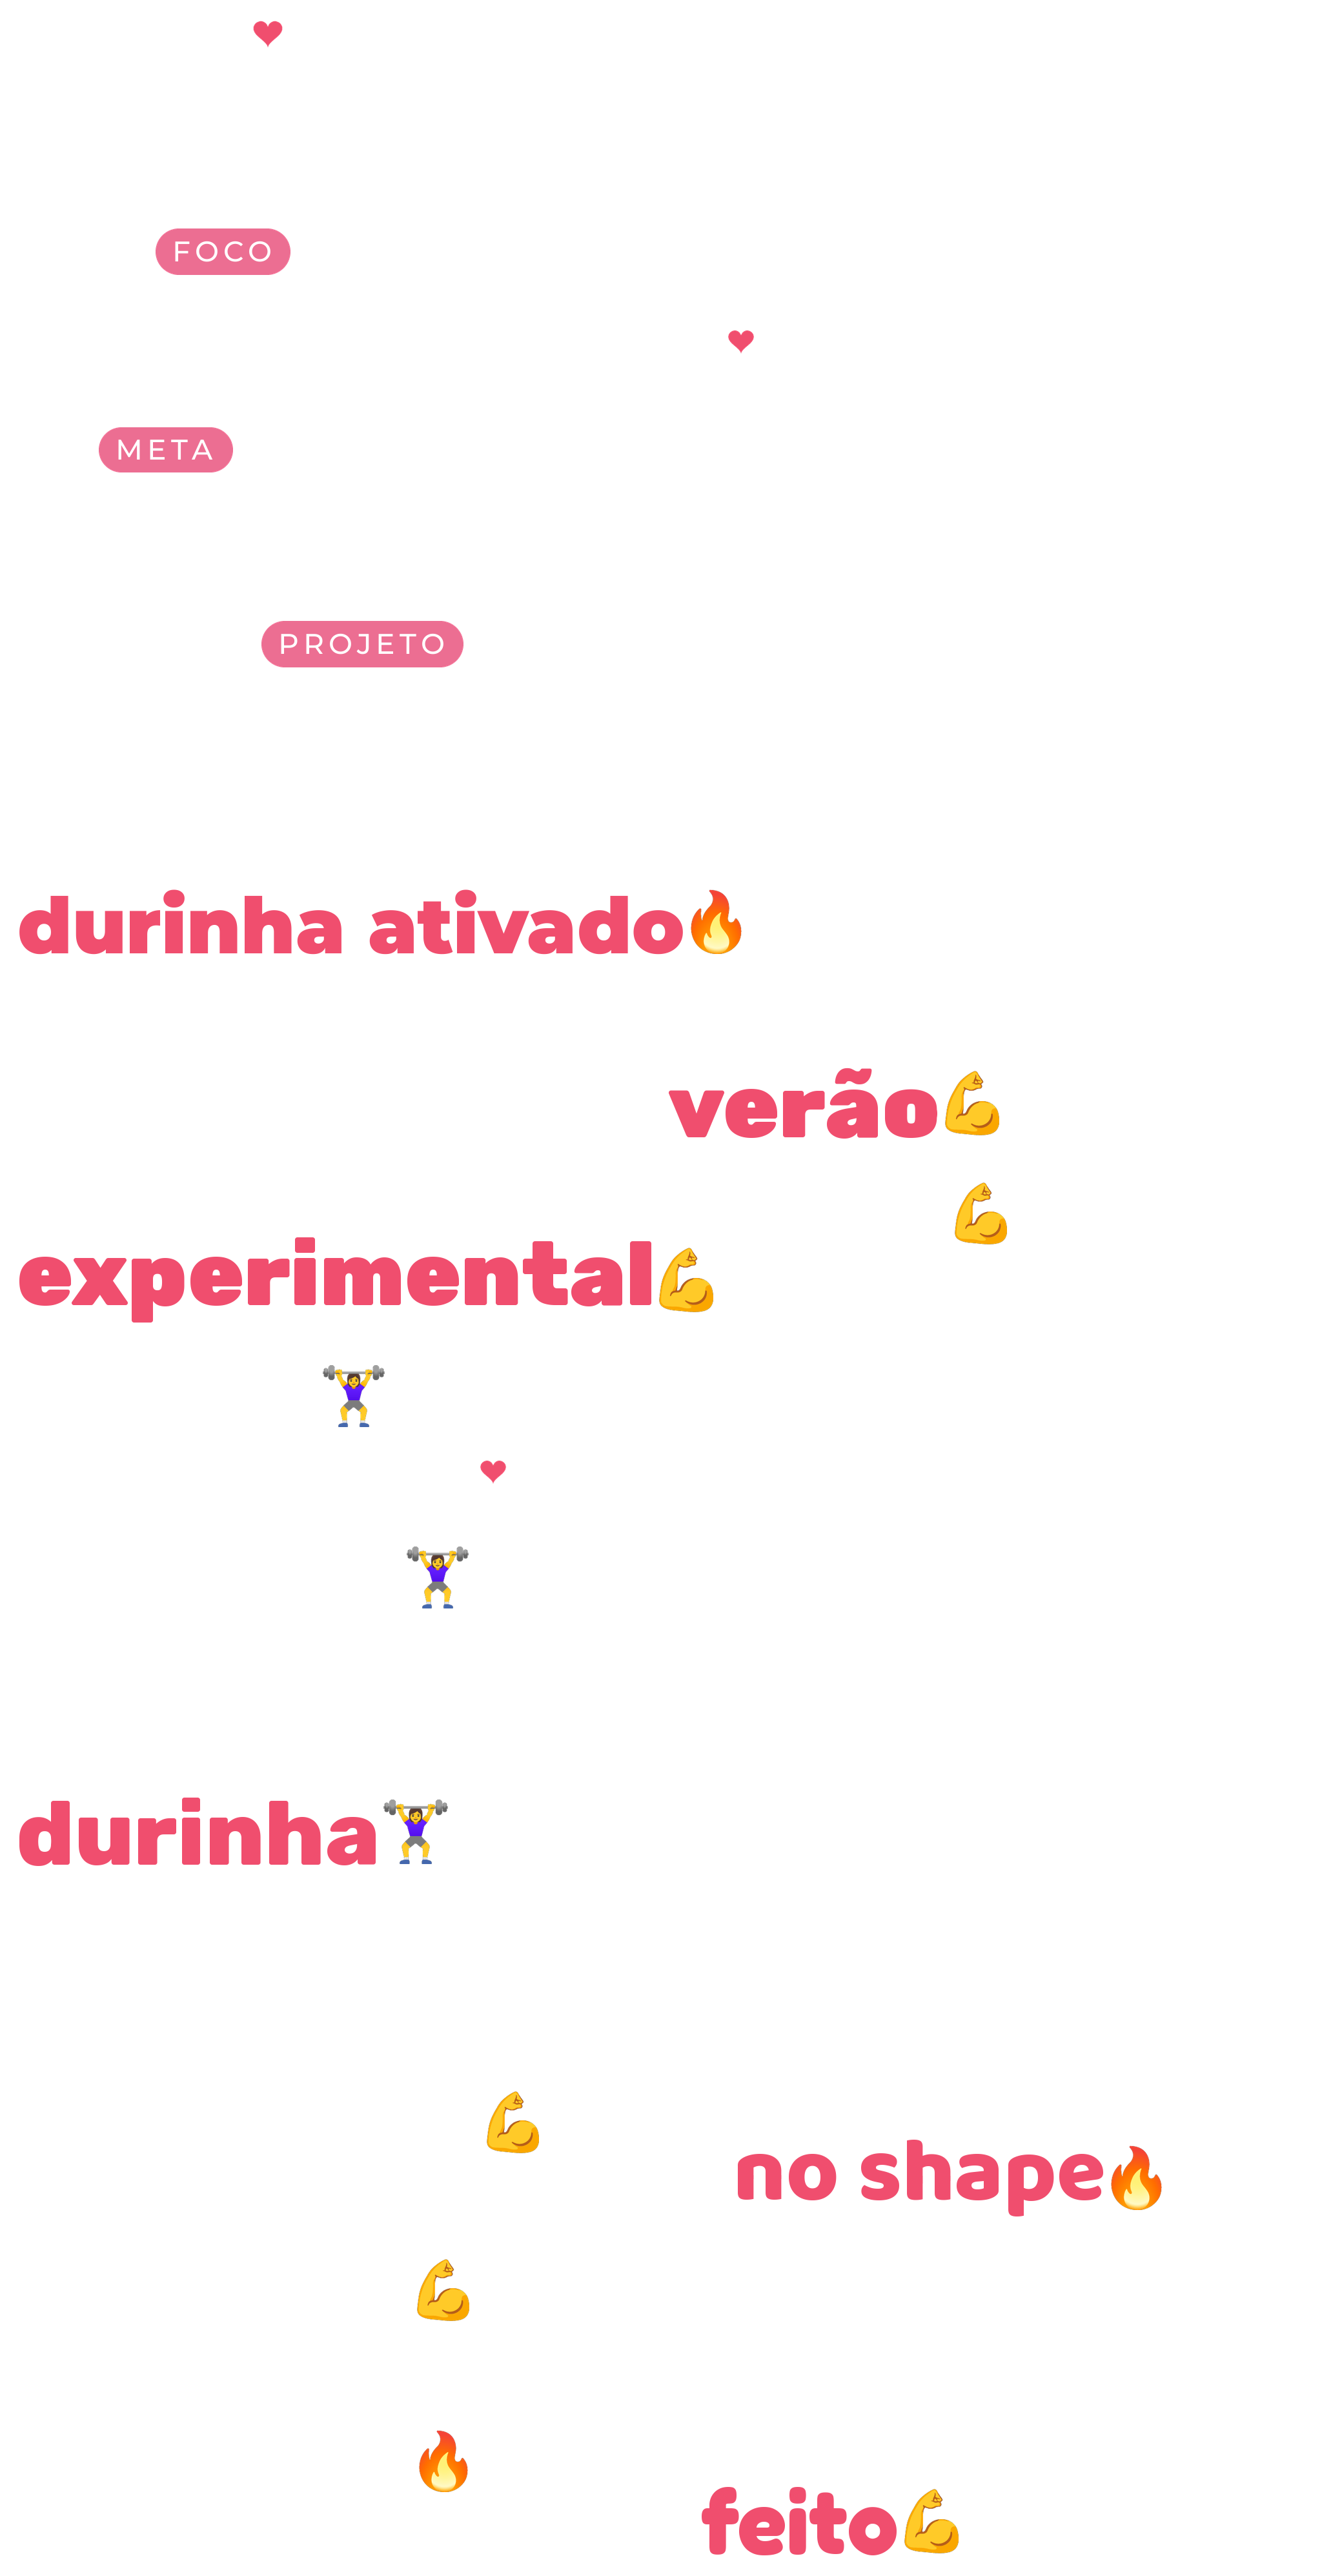 FOCO
META
PROJETO
durinha ativado🔥
verão💪
experimental💪
durinha🏋️‍♀️
no shape🔥
feito💪